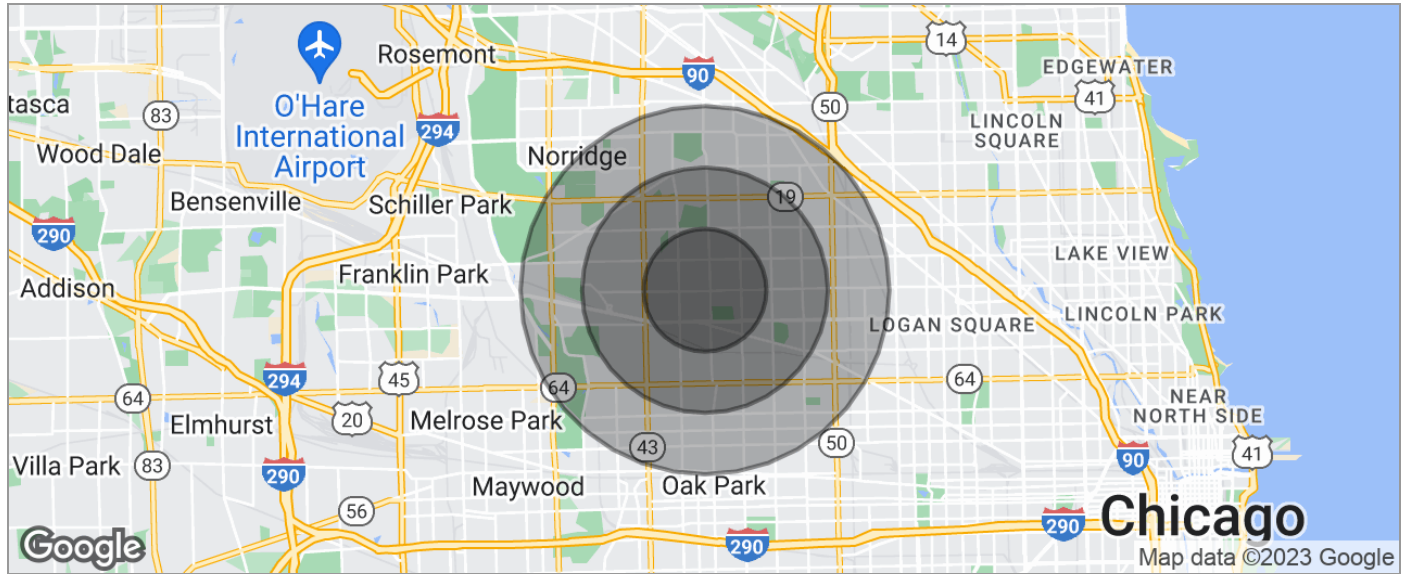 14
Rosemont
EDGEWATER
90
41
tasca
83
O'Hare
International
Airport
50
LINCOLN
SQUARE
294
Wood Dale
Norridge
Bensenville
Schiller Park
19
290
LAKE VIEW
Franklin Park
Addison
LINCOLN PARK
LOGAN SQUARE
294
45
64
64
64
NEAR
NORTH SIDE
20
Melrose Park
Elmhurst
43
50
41
Villa Park
83
290
90
Maywood
Oak Park
56
Chicago
290
290
Google
Map data ©2023 Google